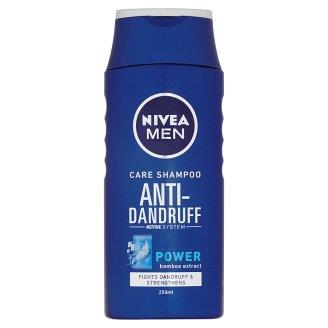 NIVEA
MEN
CARE SHAMPOO
ANTI-
DANDRUFF
ACTIVE SYSTEM
POWER
bamboo extract
FIGHTS DANDRUFF &
STRENGTHENS
250ml